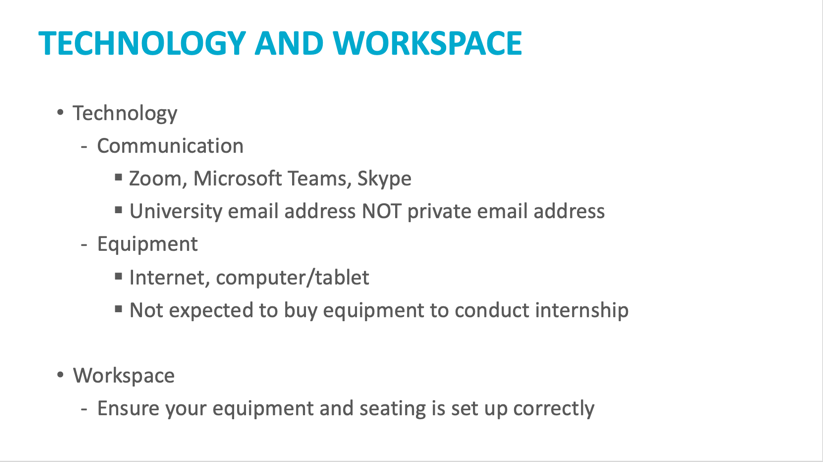 TECHNOLOGY AND WORKSPACE
• Technology
- Communication
▪ Zoom, Microsoft Teams, Skype
▪ University email address NOT private email address
- Equipment
▪ Internet, computer/tablet
▪ Not expected to buy equipment to conduct internship
• Workspace
- Ensure your equipment and seating is set up correctly